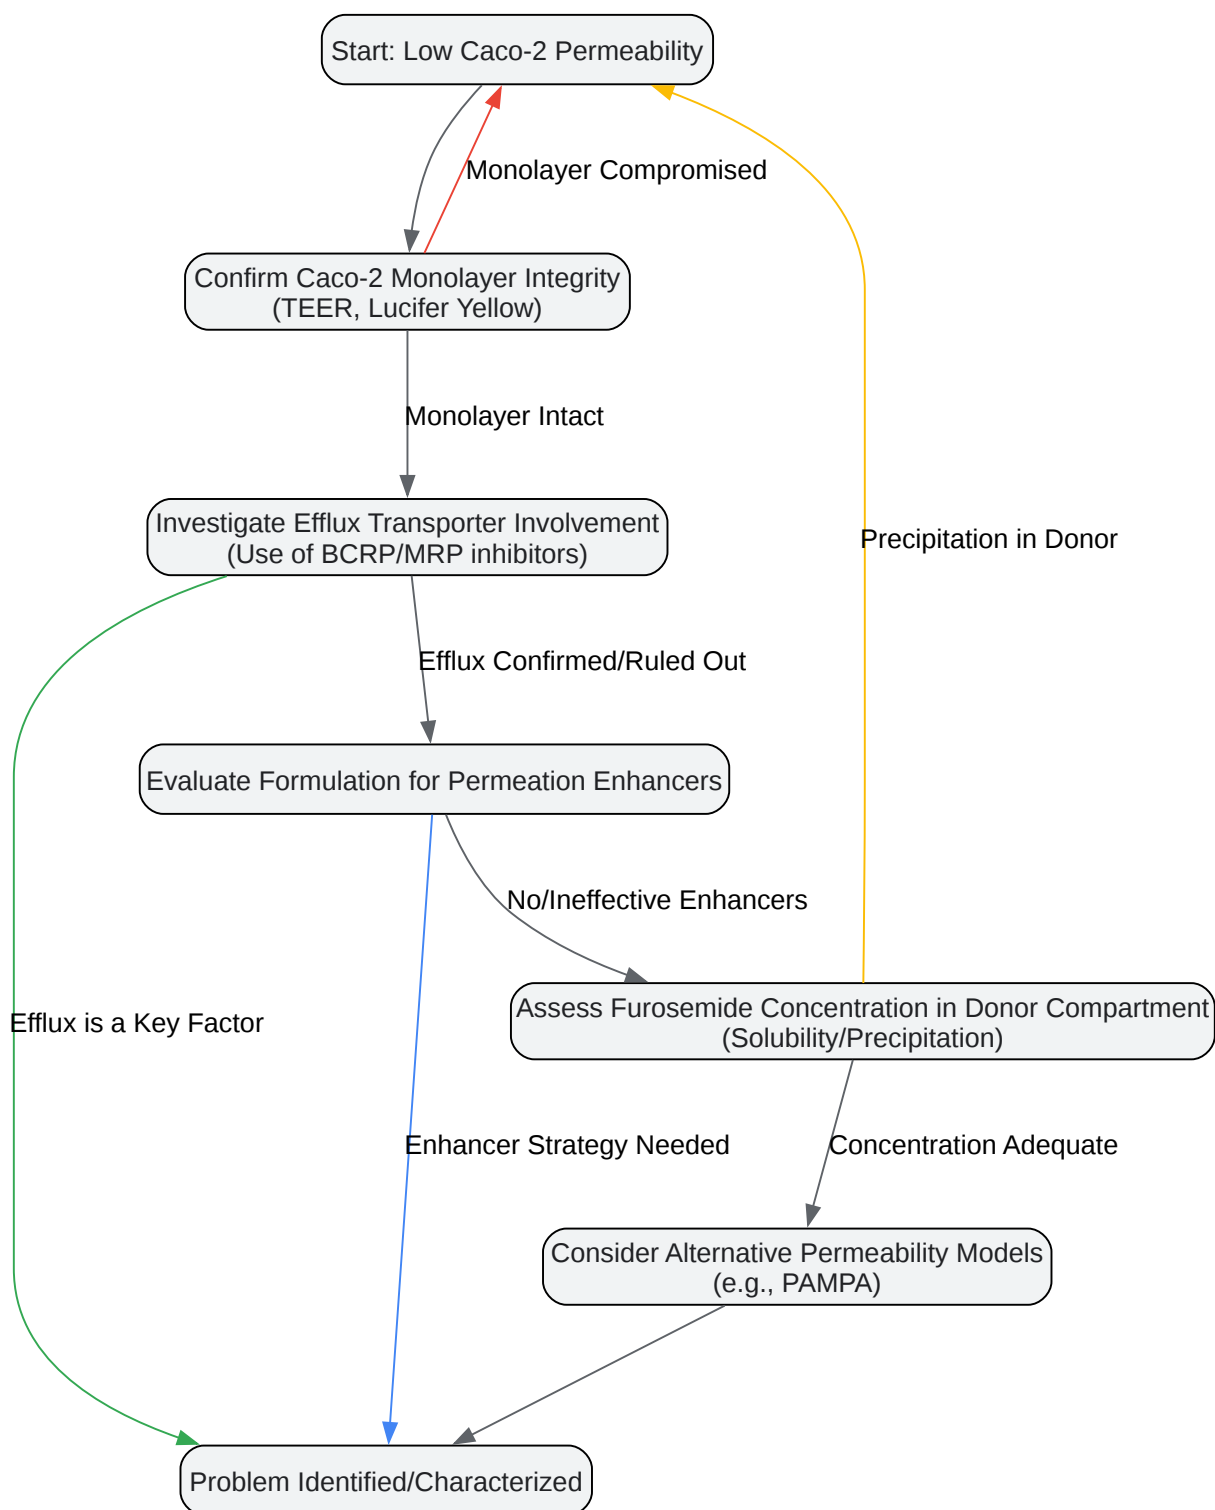 Start: Low Caco-2 Permeability
Monolayer Compromised
Confirm Caco-2 Monolayer Integrity
(TEER, Lucifer Yellow)
Monolayer Intact
Investigate Efflux Transporter Involvement
(Use of BCRP/MRP inhibitors)
Precipitation in Donor
Efflux Confirmed/Ruled Out
Evaluate Formulation for Permeation Enhancers
No/Ineffective Enhancers
Assess Furosemide Concentration in Donor Compartment
(Solubility/Precipitation)
Efflux is a Key Factor
Enhancer Strategy Needed
Concentration Adequate
Consider Alternative Permeability Models
(e.g., PAMPA)
Problem Identified/Characterized